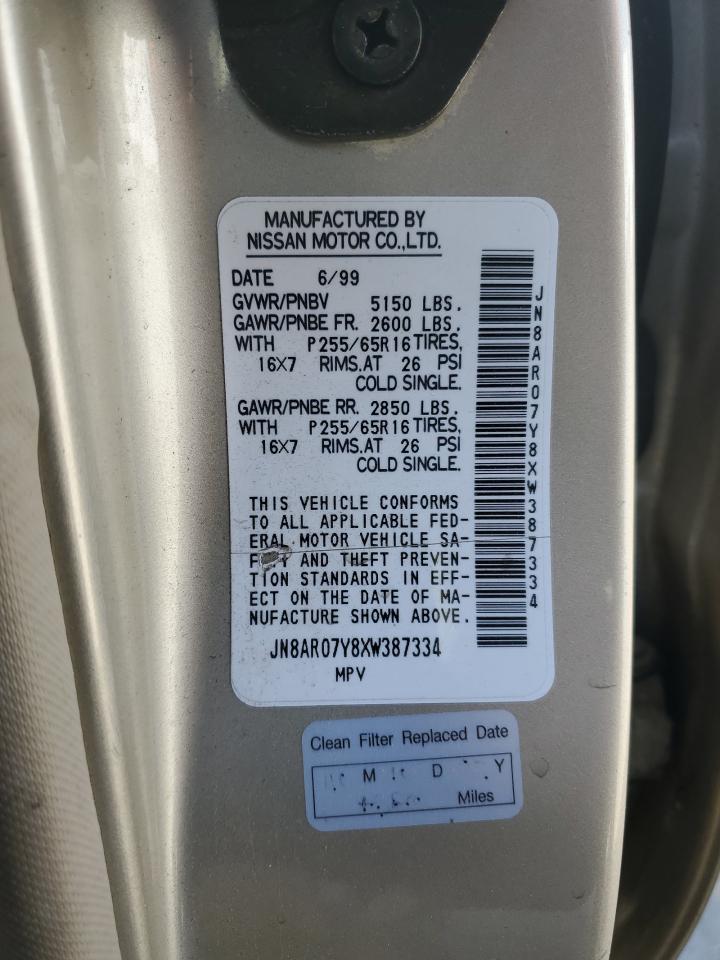 MANUFACTURED BY
NISSAN MOTOR CO.,LTD.
DATE 6/99
GVWR/PNBV 5150 LBS.
GAWR/PNBE FR. 2600 LBS.
WITH P255/65R16 TIRES,
16X7 RIMS.AT 26 PSI
COLD SINGLE.
GAWR/PNBE RR. 2850 LBS.
WITH P255/65R16 TIRES,
16X7 RIMS.AT 26 PSI
COLD SINGLE.
THIS VEHICLE CONFORMS
TO ALL APPLICABLE FED-
ERAL MOTOR VEHICLE SA-
AND THEFT PREVEN-
TION STANDARDS IN EFF-
ECT ON THE DATE OF MA-
NUFACTURE SHOWN ABOVE.
JN8AR07Y8XW387334
MPV
JN8AR07Y8XW387334
Clean Filter Replaced Date
M D Y
Miles